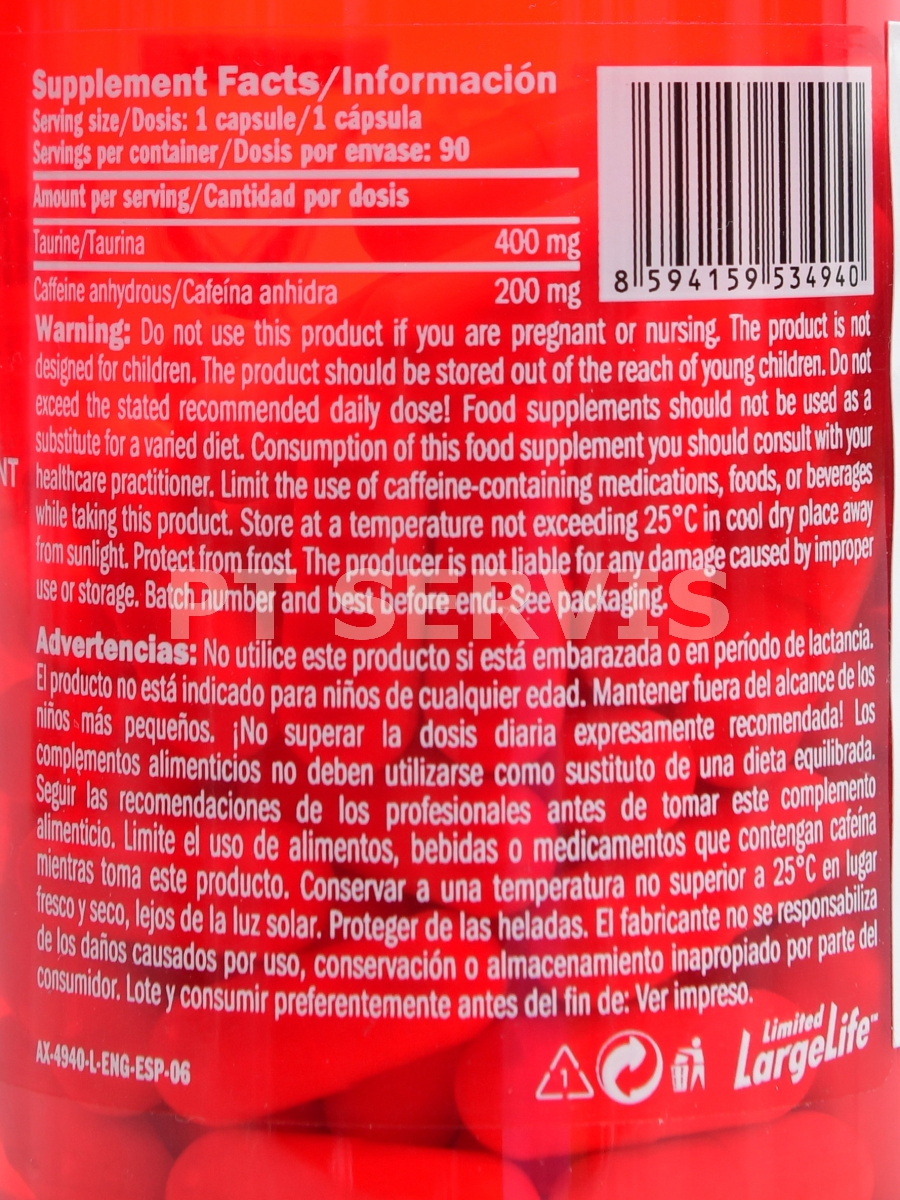 Supplement Facts/Información
Serving size/Dosis: 1 capsule/1 cápsula
Servings per container/Dosis por envase: 90
Amount per serving/Cantidad por dosis
Taurine/Taurina 400 mg
Caffeine anhydrous/Cafeína anhidra 200 mg
8 594159 534940
Warning: Do not use this product if you are pregnant or nursing. The product is not
designed for children. The product should be stored out of the reach of young children. Do not
exceed the stated recommended daily dose! Food supplements should not be used as a
substitute for a varied diet. Consumption of this food supplement you should consult with your
healthcare practitioner. Limit the use of caffeine-containing medications, foods, or beverages
while taking this product. Store at a temperature not exceeding 25°C in cool dry place away
from sunlight. Protect from frost. The producer is not liable for any damage caused by improper
use or storage. Batch number and best before end: See packaging.
NT
PT SERVIS
Advertencias: No utilice este producto si está embarazada o en período de lactancia.
El producto no está indicado para niños de cualquier edad. Mantener fuera del alcance de los
niños más pequeños. ¡No superar la dosis diaria expresamente recomendada! Los
complementos alimenticios no deben utilizarse como sustituto de una dieta equilibrada.
Seguir las recomendaciones de los profesionales antes de tomar este complemento
alimenticio. Limite el uso de alimentos, bebidas o medicamentos que contengan cafeína
mientras toma este producto. Conservar a una temperatura no superior a 25°C en lugar
fresco y seco, lejos de la luz solar. Proteger de las heladas. El fabricante no se responsabiliza
de los daños causados por uso, conservación o almacenamiento inapropiado por parte del
consumidor. Lote y consumir preferentemente antes del fin de: Ver impreso.
AX-4940-L-ENG-ESP-06
1
Limited
LargeLife™